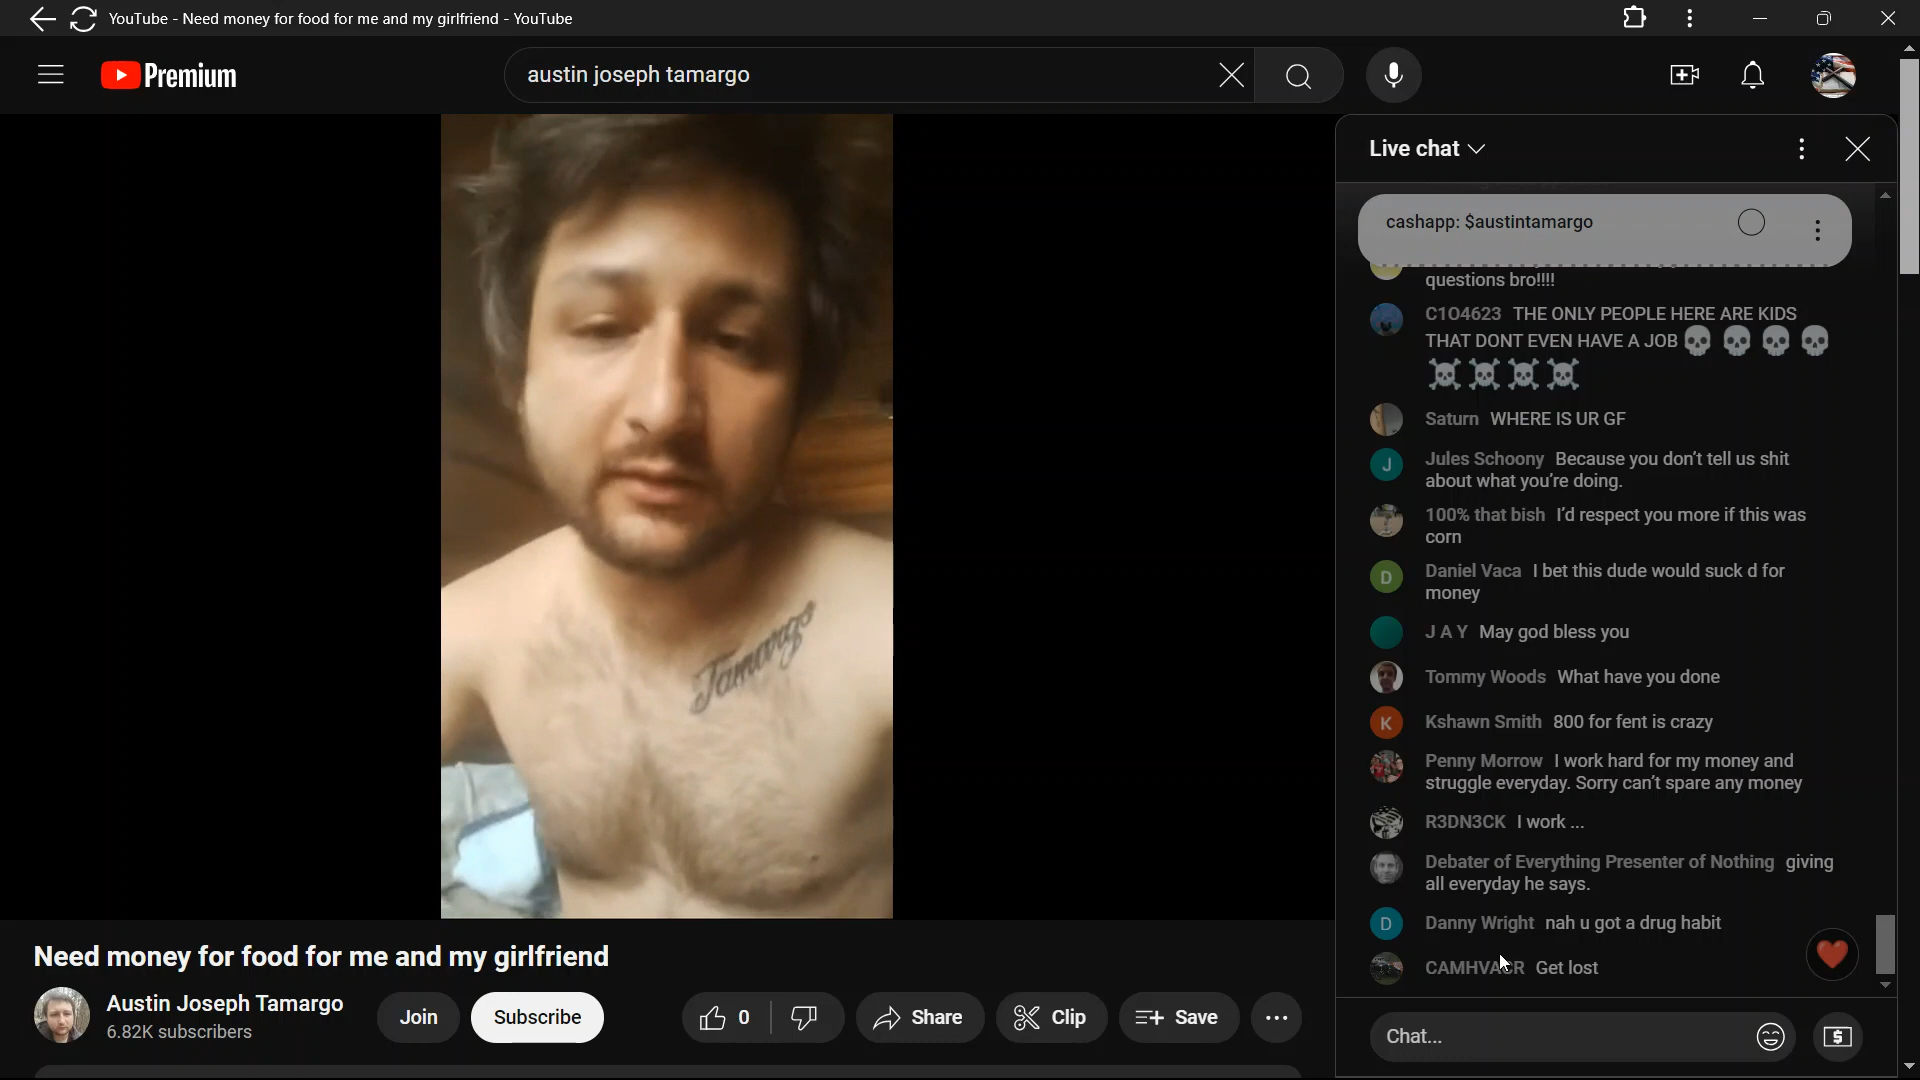 YouTube - Need money for food for me and my girlfriend - YouTube
Premium
austin joseph tamargo
Live chat
cashapp: $austintamargo
questions bro!!!!
C104623 THE ONLY PEOPLE HERE ARE KIDS
THAT DONT EVEN HAVE A JOB 💀 💀 💀 💀
☠️ ☠️ ☠️ ☠️
Saturn WHERE IS UR GF
Jules Schoony Because you don't tell us shit
about what you're doing.
100% that bish I'd respect you more if this was
corn
Daniel Vaca I bet this dude would suck d for
money
J A Y May god bless you
Tommy Woods What have you done
Kshawn Smith 800 for fent is crazy
Penny Morrow I work hard for my money and
struggle everyday. Sorry can't spare any money
R3DN3CK I work ...
Debater of Everything Presenter of Nothing giving
all everyday he says.
Danny Wright nah u got a drug habit
CAMHVACR Get lost
Chat...
Tamargo
Need money for food for me and my girlfriend
Austin Joseph Tamargo
6.82K subscribers
Join
Subscribe
0
Share
Clip
Save